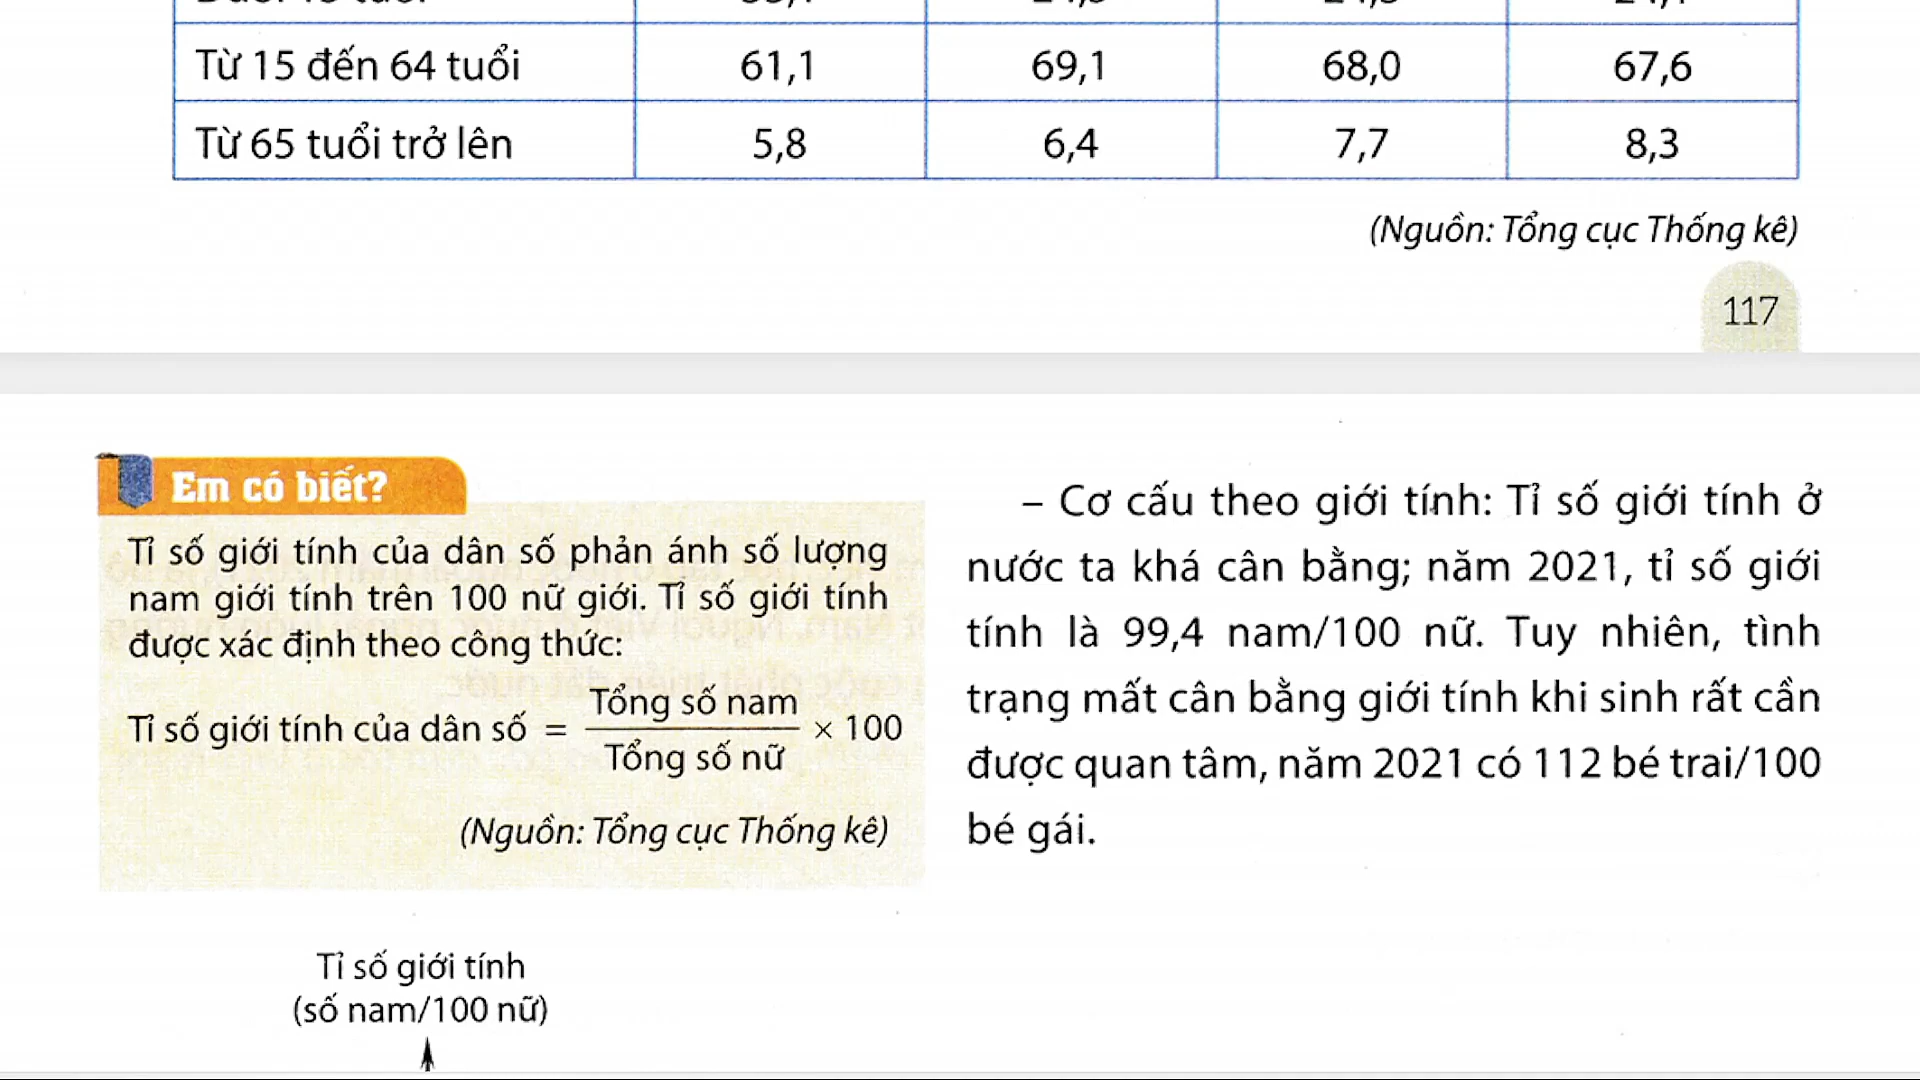 Từ 15 đến 64 tuổi 61,1 69,1 68,0 67,6
Từ 65 tuổi trở lên 5,8 6,4 7,7 8,3
(Nguồn: Tổng cục Thống kê)
117
Em có biết?
Tỉ số giới tính của dân số phản ánh số lượng
nam giới tính trên 100 nữ giới. Tỉ số giới tính
được xác định theo công thức:
Tỉ số giới tính của dân số = Tổng số nam / Tổng số nữ × 100
(Nguồn: Tổng cục Thống kê)
– Cơ cấu theo giới tính: Tỉ số giới tính ở
nước ta khá cân bằng; năm 2021, tỉ số giới
tính là 99,4 nam/100 nữ. Tuy nhiên, tình
trạng mất cân bằng giới tính khi sinh rất cần
được quan tâm, năm 2021 có 112 bé trai/100
bé gái.
Tỉ số giới tính
(số nam/100 nữ)